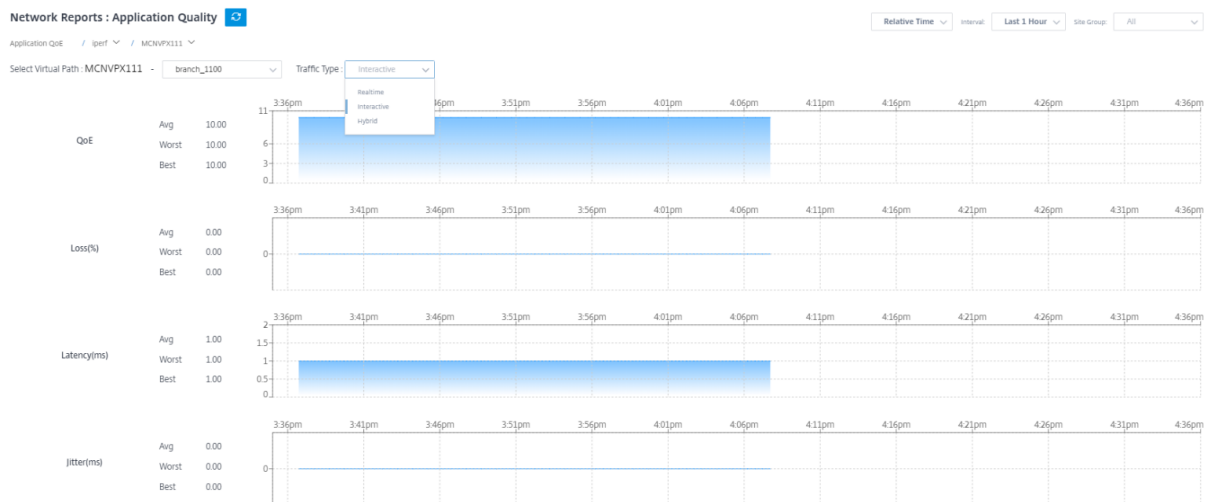 Network Reports : Application Quality
Relative Time Interval: Last 1 Hour Site Group: All
Application QoE / iperf / MCNVPX111
Select Virtual Path : MCNVPX111 - branch_1100 Traffic Type : Interactive
Realtime
Interactive
Hybrid
3:36pm 46pm 3:51pm 3:56pm 4:01pm 4:06pm 4:11pm 4:16pm 4:21pm 4:26pm 4:31pm 4:36pm
QoE
Avg 10.00
Worst 10.00
Best 10.00
11
6
3
0
3:36pm 3:41pm 3:46pm 3:51pm 3:56pm 4:01pm 4:06pm 4:11pm 4:16pm 4:21pm 4:26pm 4:31pm 4:36pm
Loss(%)
Avg 0.00
Worst 0.00
Best 0.00
0
3:36pm 3:41pm 3:46pm 3:51pm 3:56pm 4:01pm 4:06pm 4:11pm 4:16pm 4:21pm 4:26pm 4:31pm 4:36pm
Latency(ms)
Avg 1.00
Worst 1.00
Best 1.00
2
1.5
1
0.5
0
3:36pm 3:41pm 3:46pm 3:51pm 3:56pm 4:01pm 4:06pm 4:11pm 4:16pm 4:21pm 4:26pm 4:31pm 4:36pm
Jitter(ms)
Avg 0.00
Worst 0.00
Best 0.00
0